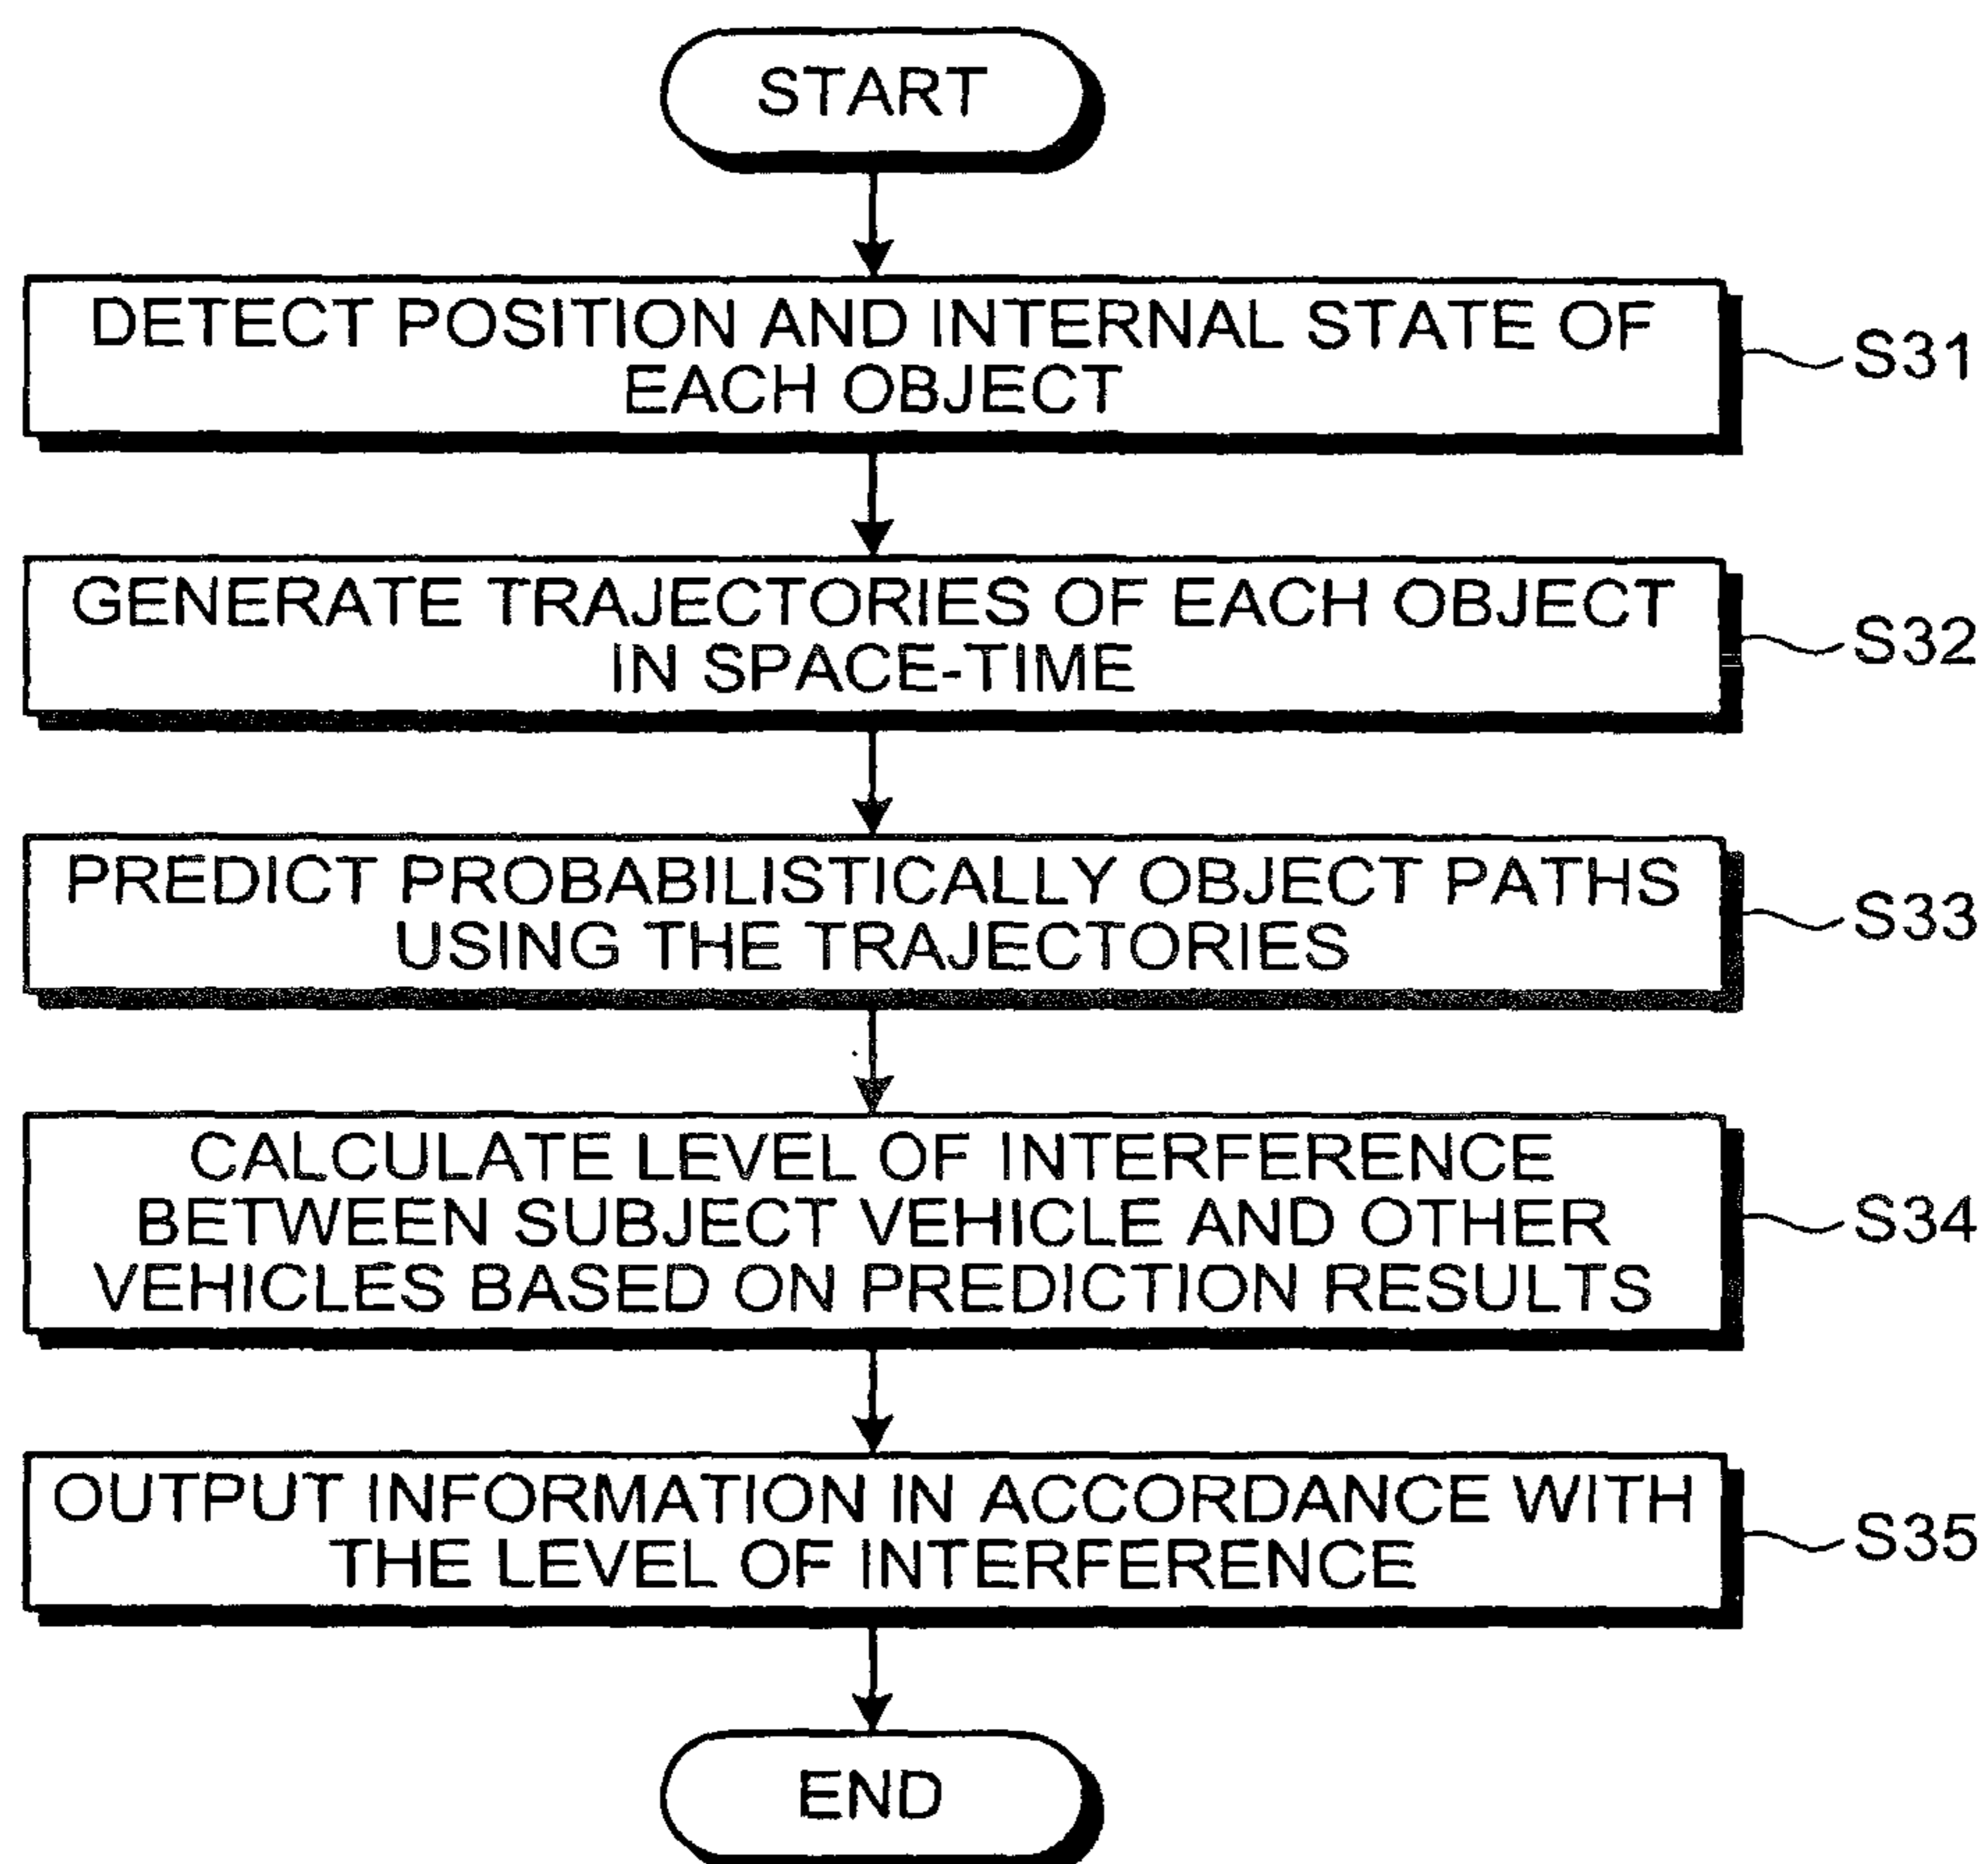 START
DETECT POSITION AND INTERNAL STATE OF
EACH OBJECT
S31
GENERATE TRAJECTORIES OF EACH OBJECT
IN SPACE-TIME
S32
PREDICT PROBABILISTICALLY OBJECT PATHS
USING THE TRAJECTORIES
S33
CALCULATE LEVEL OF INTERFERENCE
BETWEEN SUBJECT VEHICLE AND OTHER
VEHICLES BASED ON PREDICTION RESULTS
S34
OUTPUT INFORMATION IN ACCORDANCE WITH
THE LEVEL OF INTERFERENCE
S35
END